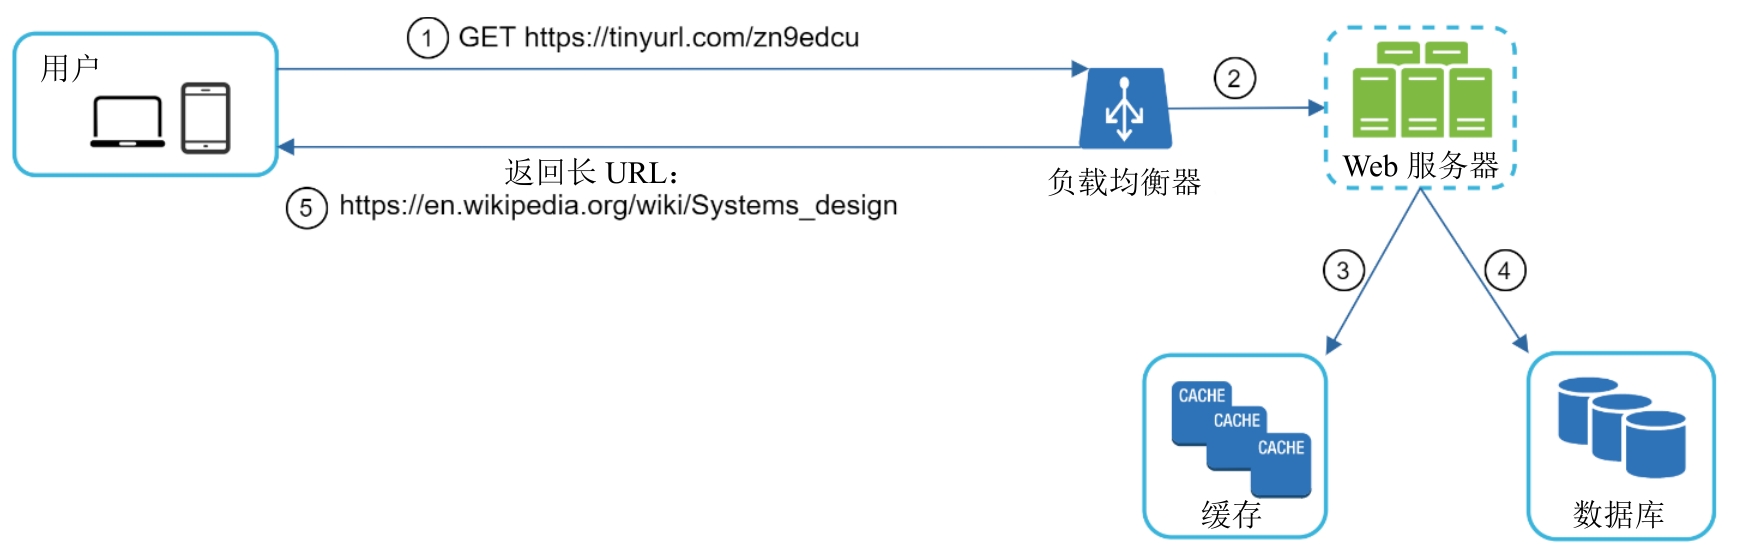 ① GET https://tinyurl.com/zn9edcu
用户
②
返回长 URL：
⑤ https://en.wikipedia.org/wiki/Systems_design
负载均衡器
Web 服务器
③
④
CACHE
CACHE
CACHE
缓存
数据库